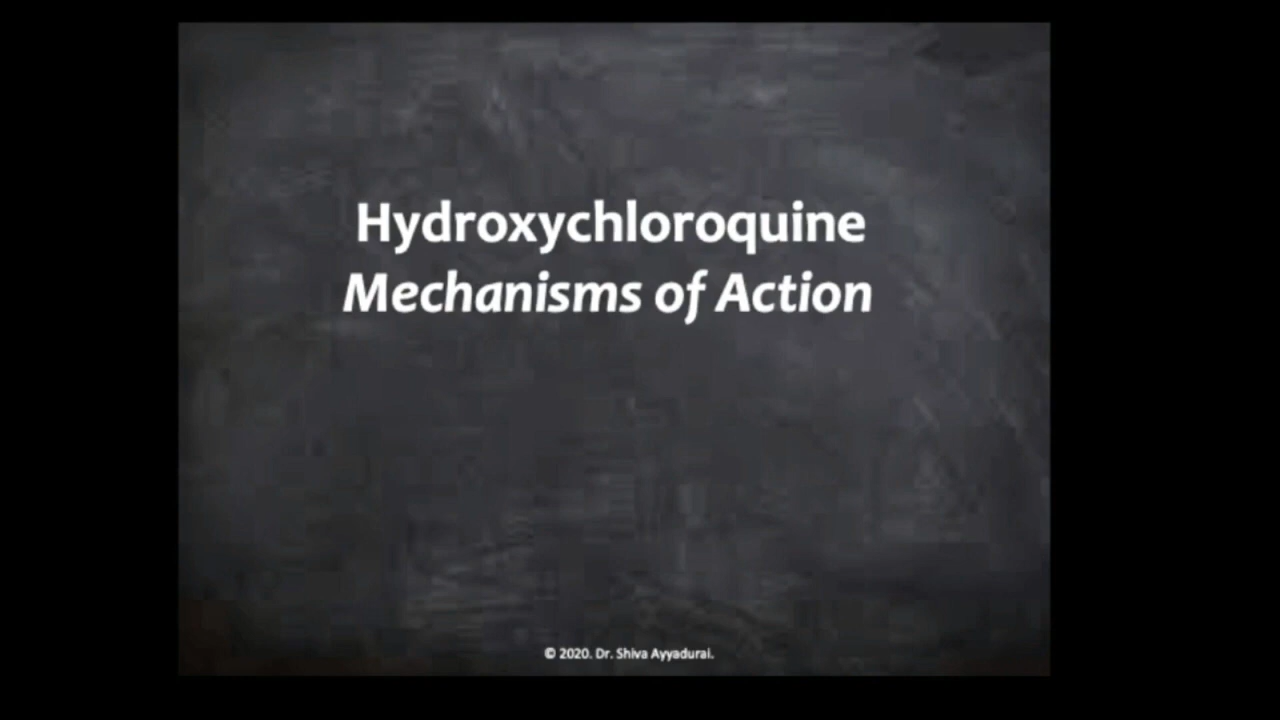 Hydroxychloroquine
Mechanisms of Action
© 2020. Dr. Shiva Ayyadurai.